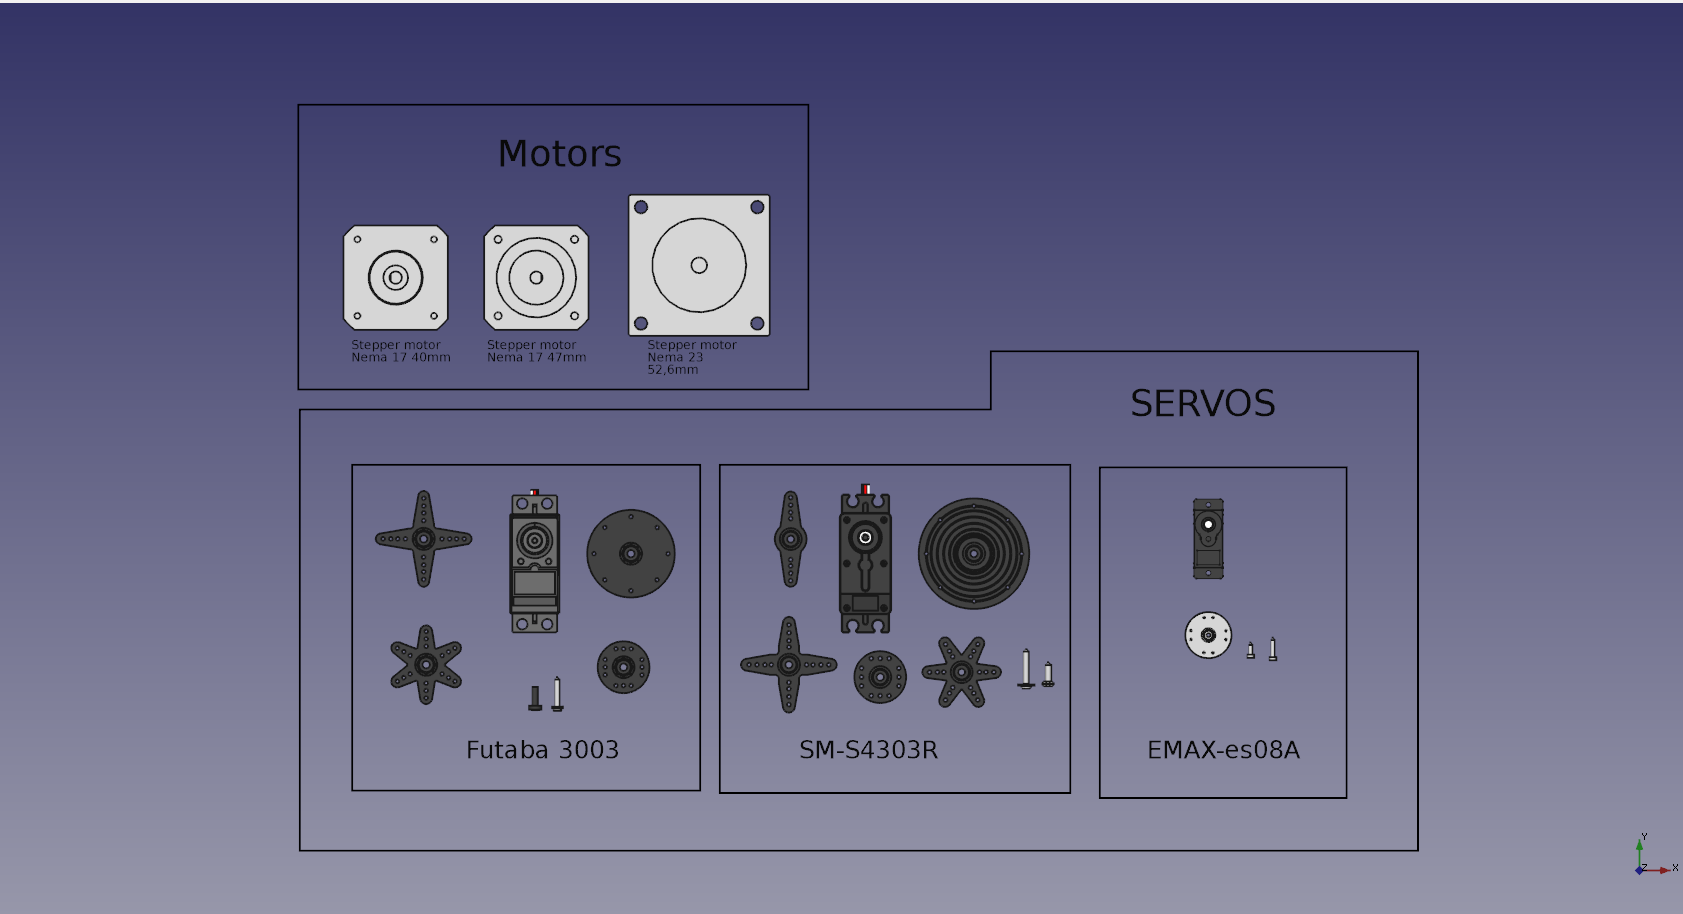 Motors
Stepper motor
Nema 17 40mm
Stepper motor
Nema 17 47mm
Stepper motor
Nema 23
52,6mm
SERVOS
Futaba 3003
SM-S4303R
EMAX-es08A
Y
Z
X